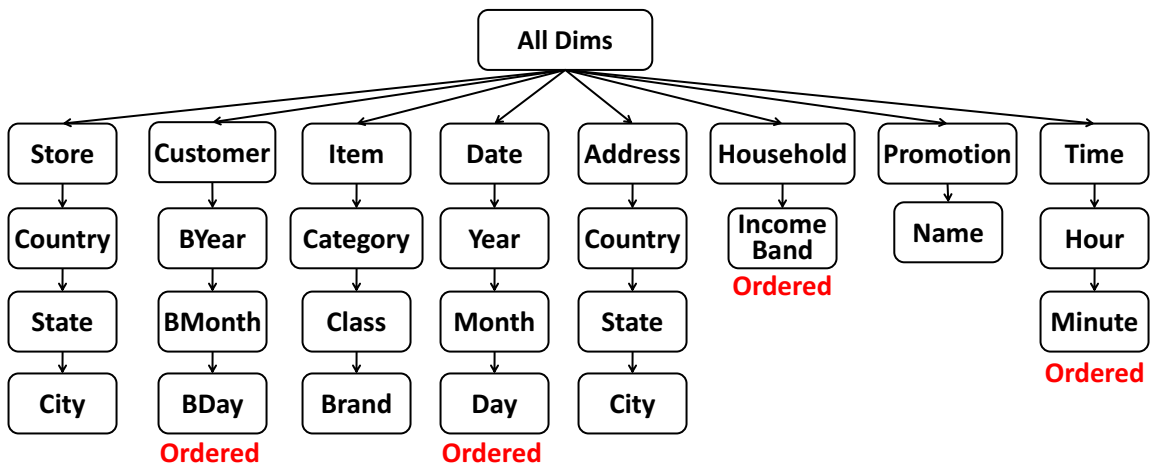 All Dims
Store
Customer
Item
Date
Address
Household
Promotion
Time
Country
BYear
Category
Year
Country
Income
Band
Name
Hour
Ordered
State
BMonth
Class
Month
State
Minute
Ordered
City
BDay
Brand
Day
City
Ordered
Ordered